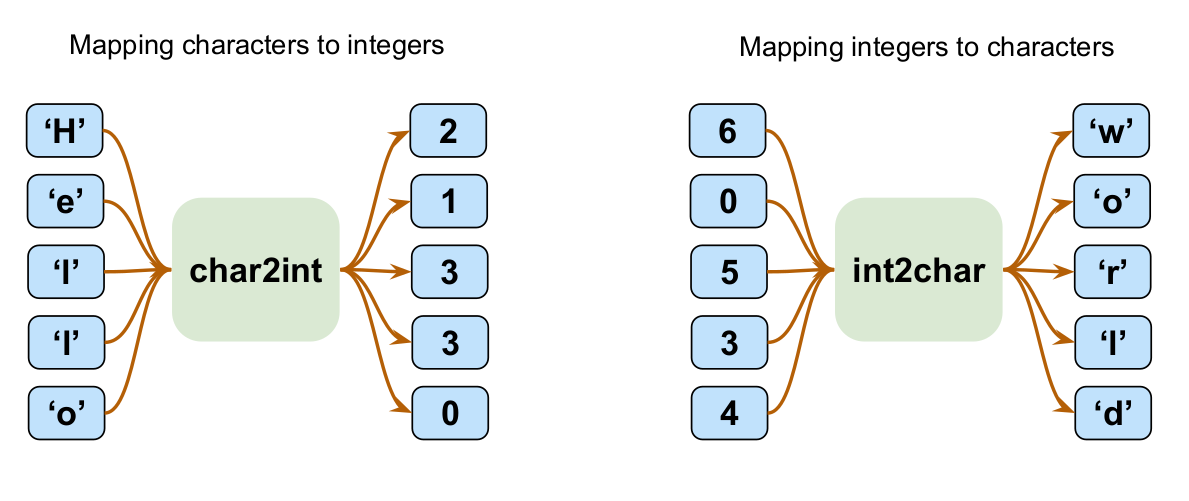 Mapping characters to integers
‘H’
‘e’
‘l’
‘l’
‘o’
char2int
2
1
3
3
0
Mapping integers to characters
6
0
5
3
4
int2char
‘w’
‘o’
‘r’
‘l’
‘d’